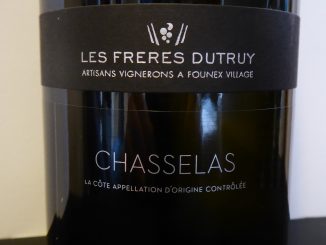 LES FRERES DUTRUY
ARTISANS VIGNERONS A FOUNEX VILLAGE
CHASSELAS
LA CÔTE APPELLATION D'ORIGINE CONTRÔLÉE